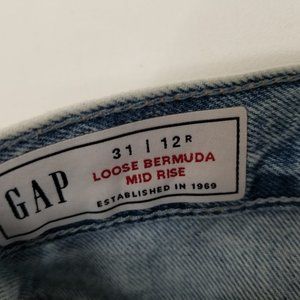 GAP
31 | 12R
LOOSE BERMUDA
MID RISE
ESTABLISHED IN 1969